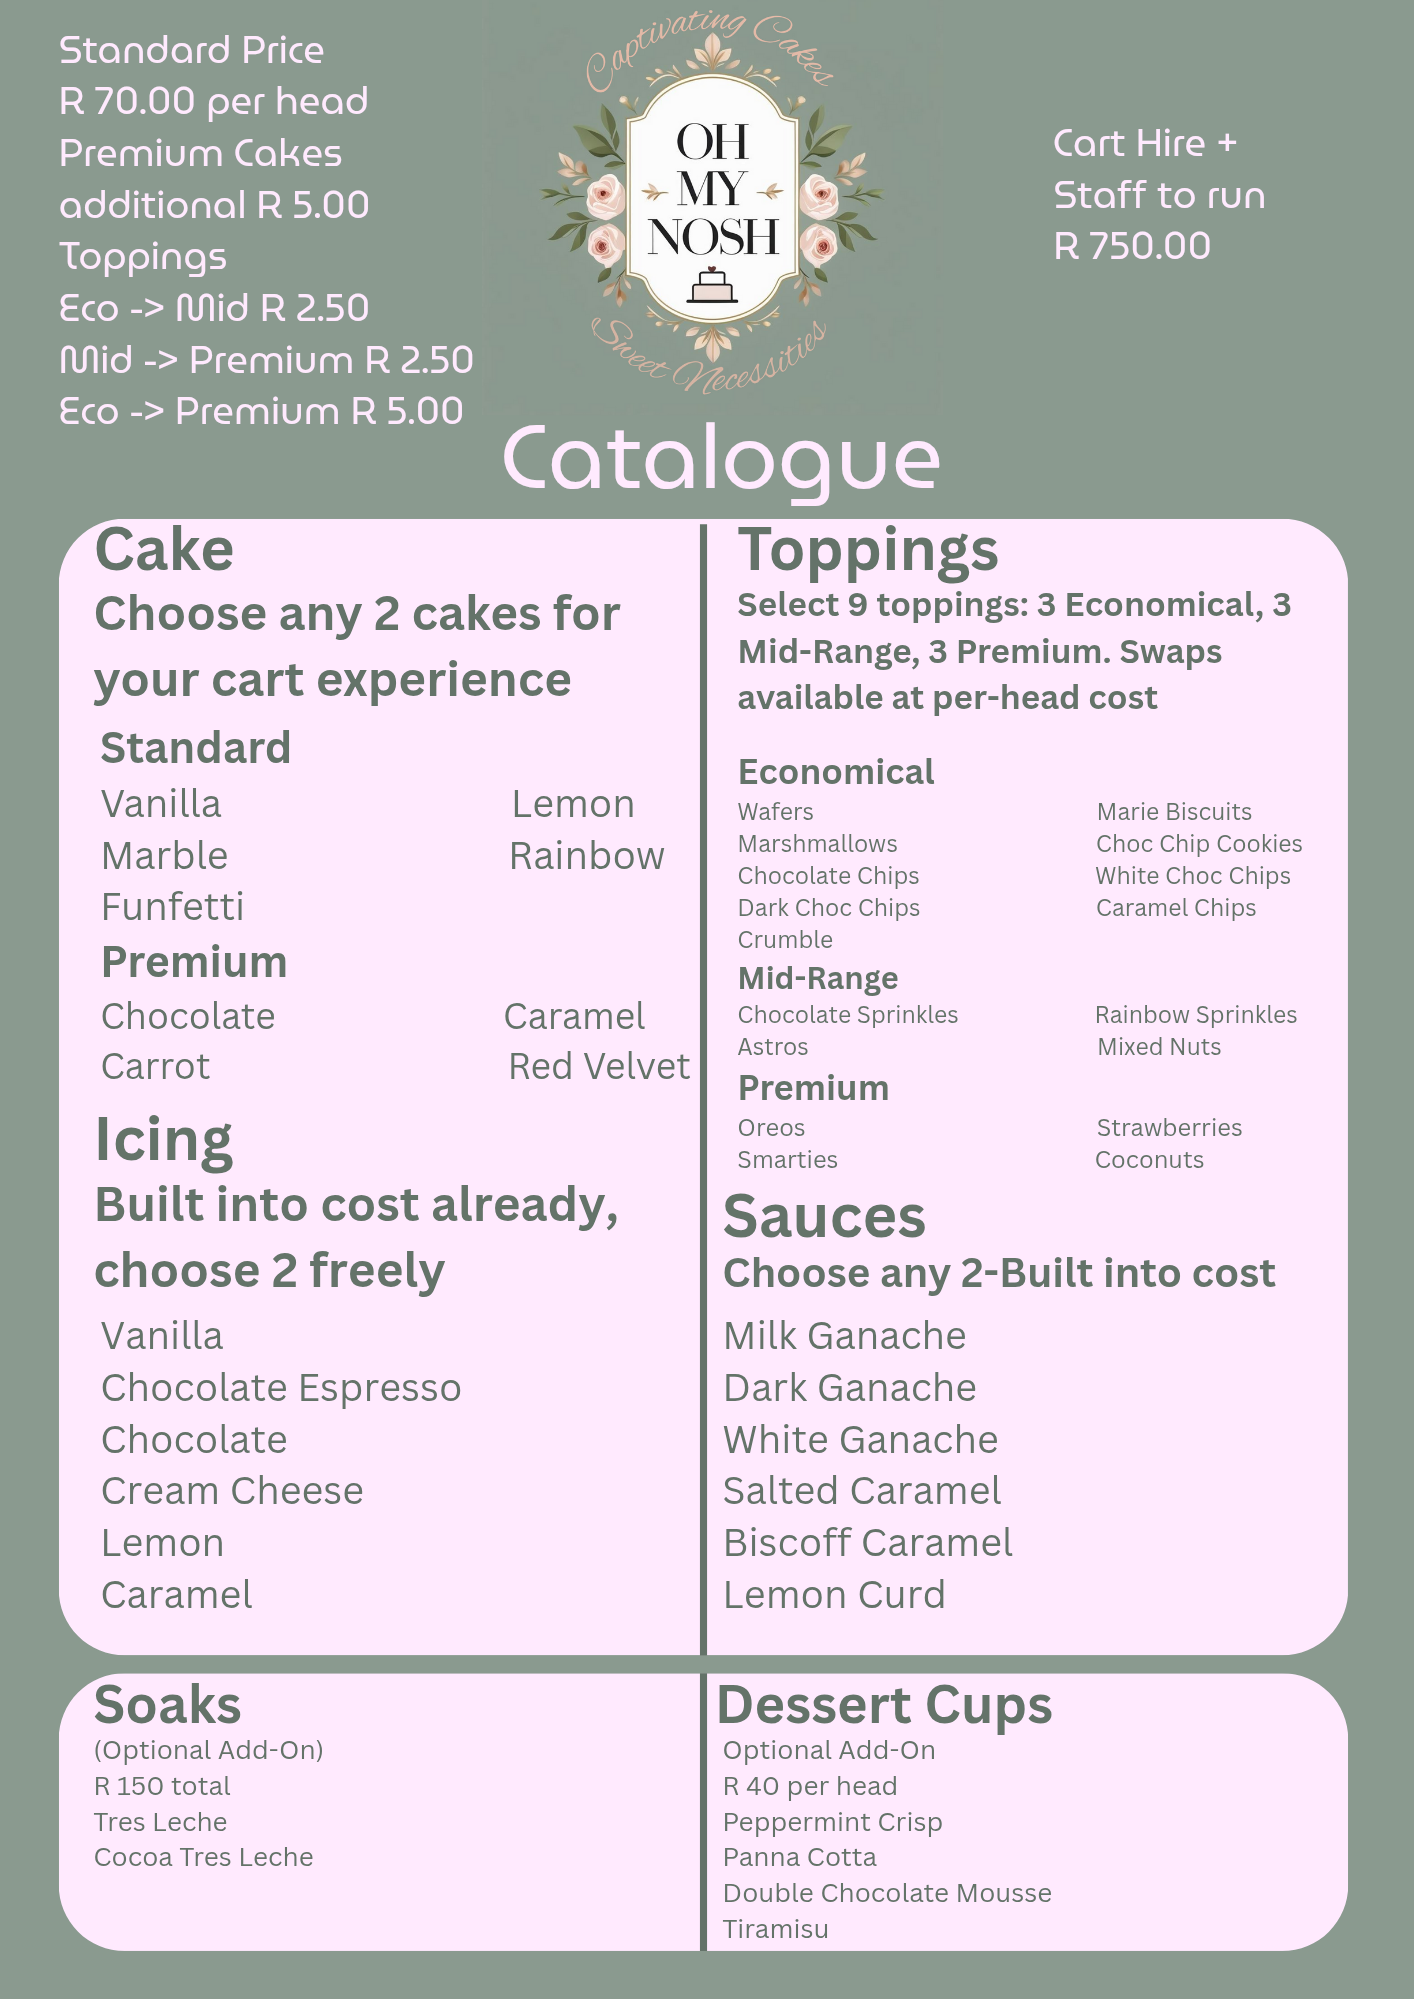 Standard Price
R 70.00 per head
Premium Cakes
additional R 5.00
Toppings
Eco -> Mid R 2.50
Mid -> Premium R 2.50
Eco -> Premium R 5.00
Captivating Cakes
OH
MY
NOSH
Sweet Necessities
Cart Hire +
Staff to run
R 750.00
Catalogue
Cake
Choose any 2 cakes for
your cart experience
Standard
Vanilla Lemon
Marble Rainbow
Funfetti
Premium
Chocolate Caramel
Carrot Red Velvet
Icing
Built into cost already,
choose 2 freely
Vanilla
Chocolate Espresso
Chocolate
Cream Cheese
Lemon
Caramel
Toppings
Select 9 toppings: 3 Economical, 3
Mid-Range, 3 Premium. Swaps
available at per-head cost
Economical
Wafers Marie Biscuits
Marshmallows Choc Chip Cookies
Chocolate Chips White Choc Chips
Dark Choc Chips Caramel Chips
Crumble
Mid-Range
Chocolate Sprinkles Rainbow Sprinkles
Astros Mixed Nuts
Premium
Oreos Strawberries
Smarties Coconuts
Sauces
Choose any 2-Built into cost
Milk Ganache
Dark Ganache
White Ganache
Salted Caramel
Biscoff Caramel
Lemon Curd
Soaks
(Optional Add-On)
R 150 total
Tres Leche
Cocoa Tres Leche
Dessert Cups
Optional Add-On
R 40 per head
Peppermint Crisp
Panna Cotta
Double Chocolate Mousse
Tiramisu